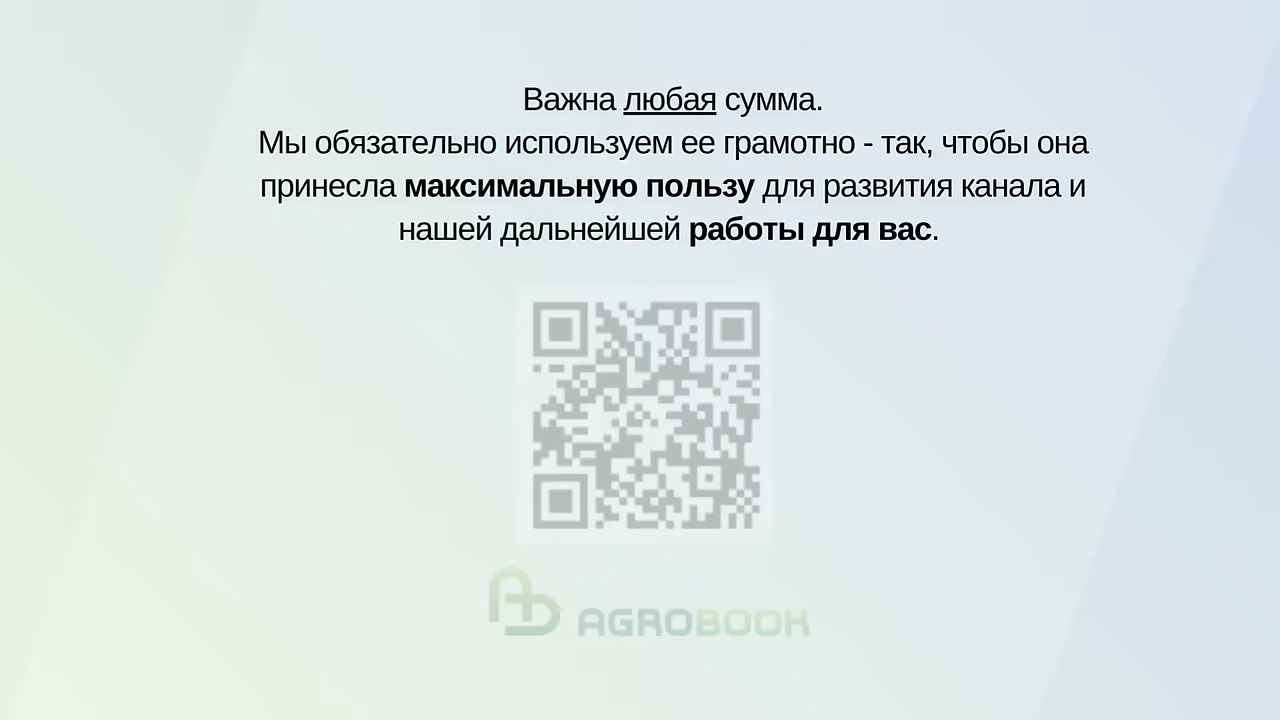 Важна любая сумма.
Мы обязательно используем ее грамотно - так, чтобы она
принесла максимальную пользу для развития канала и
нашей дальнейшей работы для вас.
AGROBOOK